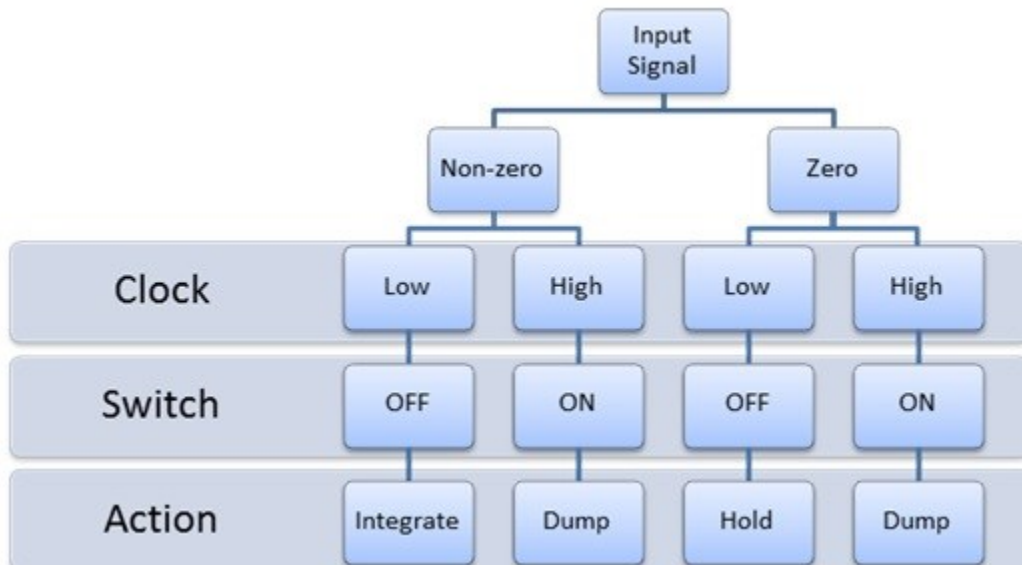 Input
Signal
Non-zero Zero
Clock Low High Low High
Switch OFF ON OFF ON
Action Integrate Dump Hold Dump